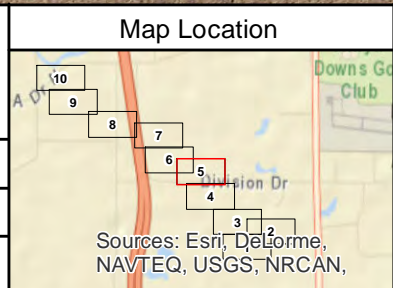 Map Location
Downs Go
Club
10
A Dr
9
8
7
6
5
Division Dr
4
3
2
Sources: Esri, DeLorme,
NAVTEQ, USGS, NRCAN,